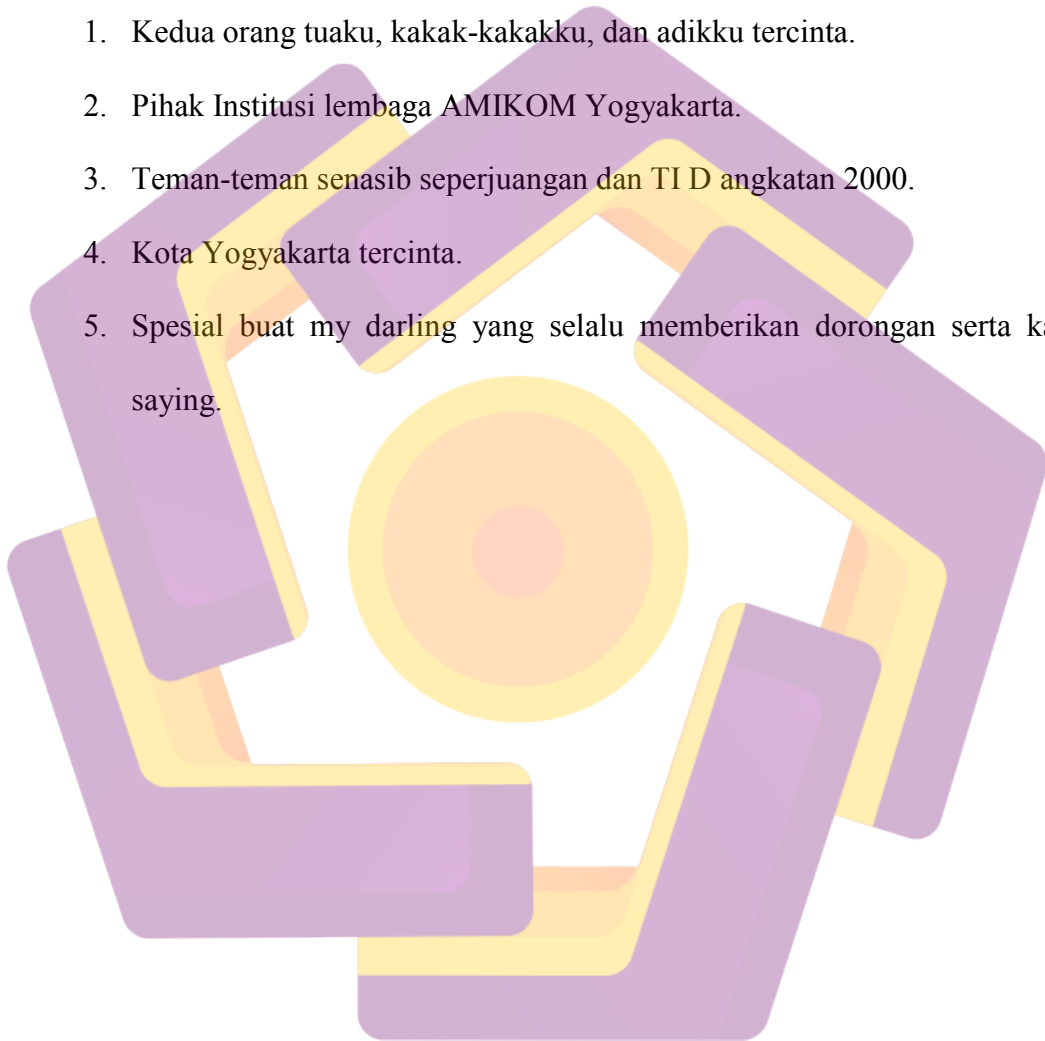 1. Kedua orang tuaku, kakak-kakakku, dan adikku tercinta.
2. Pihak Institusi lembaga AMIKOM Yogyakarta.
3. Teman-teman senasib seperjuangan dan TI D angkatan 2000.
4. Kota Yogyakarta tercinta.
5. Spesial buat my darling yang selalu memberikan dorongan serta
saying.